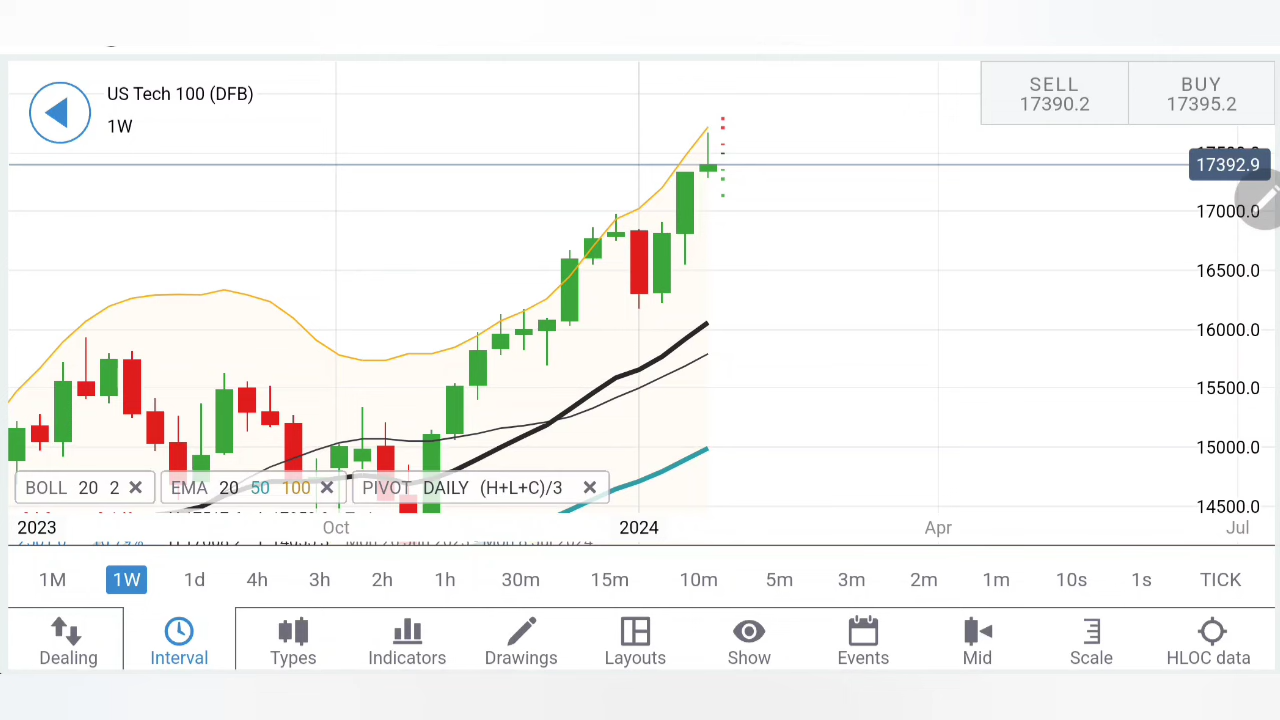 US Tech 100 (DFB)
1W
SELL
17390.2
BUY
17395.2
17392.9
17000.0
16500.0
16000.0
15500.0
15000.0
14500.0
BOLL 20 2 ×
EMA 20 50 100 ×
PIVOT DAILY (H+L+C)/3 ×
2023 Oct 2024 Apr Jul
1M 1W 1d 4h 3h 2h 1h 30m 15m 10m 5m 3m 2m 1m 10s 1s TICK
Dealing Interval Types Indicators Drawings Layouts Show Events Mid Scale HLOC data